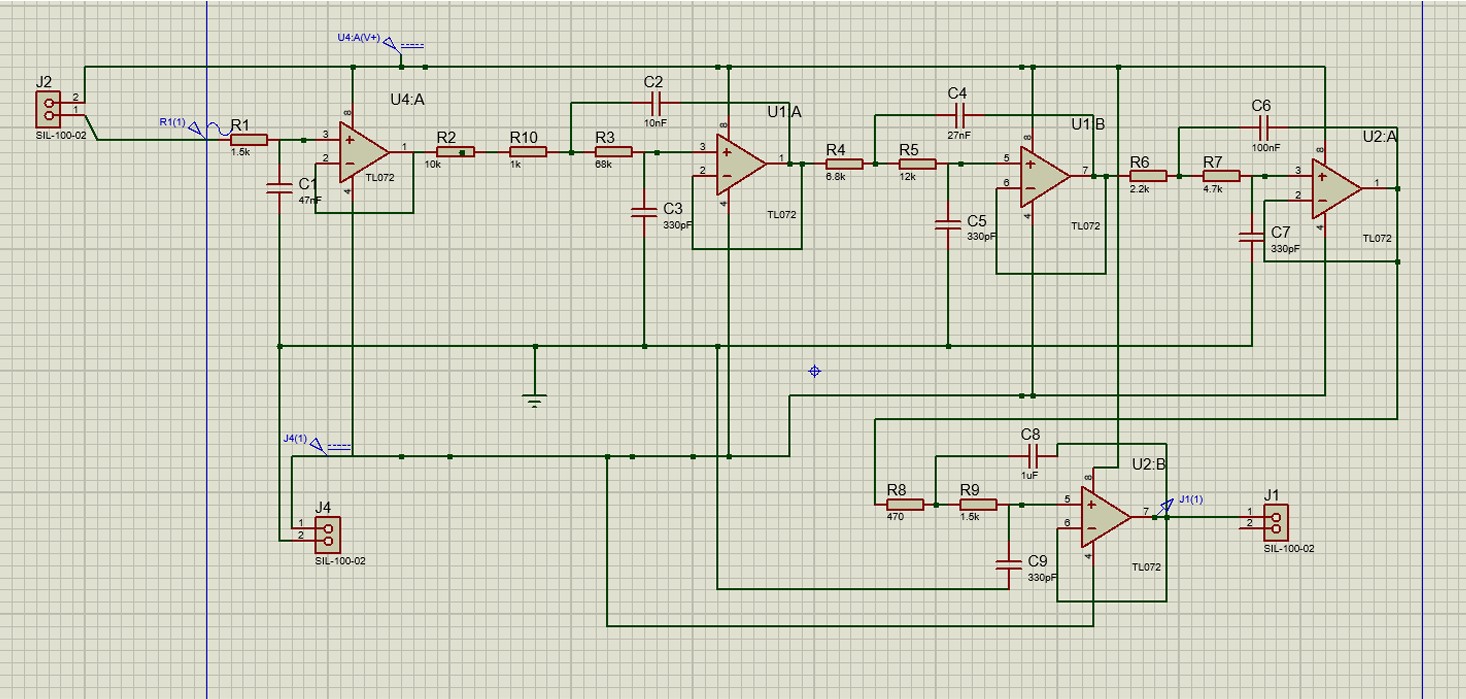 U4:A(V+)
J2
2
1
SIL-100-02
R1(1)
R1
1.5k
C1
47nF
U4:A
8
3
2
1
4
TL072
R2
10k
R10
1k
C2
10nF
R3
68k
C3
330pF
U1:A
8
3
2
1
4
TL072
R4
6.8k
R5
12k
C4
27nF
C5
330pF
U1:B
8
5
6
7
4
TL072
R6
2.2k
R7
4.7k
C6
100nF
C7
330pF
U2:A
8
3
2
1
4
TL072
J4(1)
J4
1
2
SIL-100-02
R8
470
R9
1.5k
C8
1uF
C9
330pF
U2:B
8
5
6
7
4
TL072
J1(1)
J1
1
2
SIL-100-02